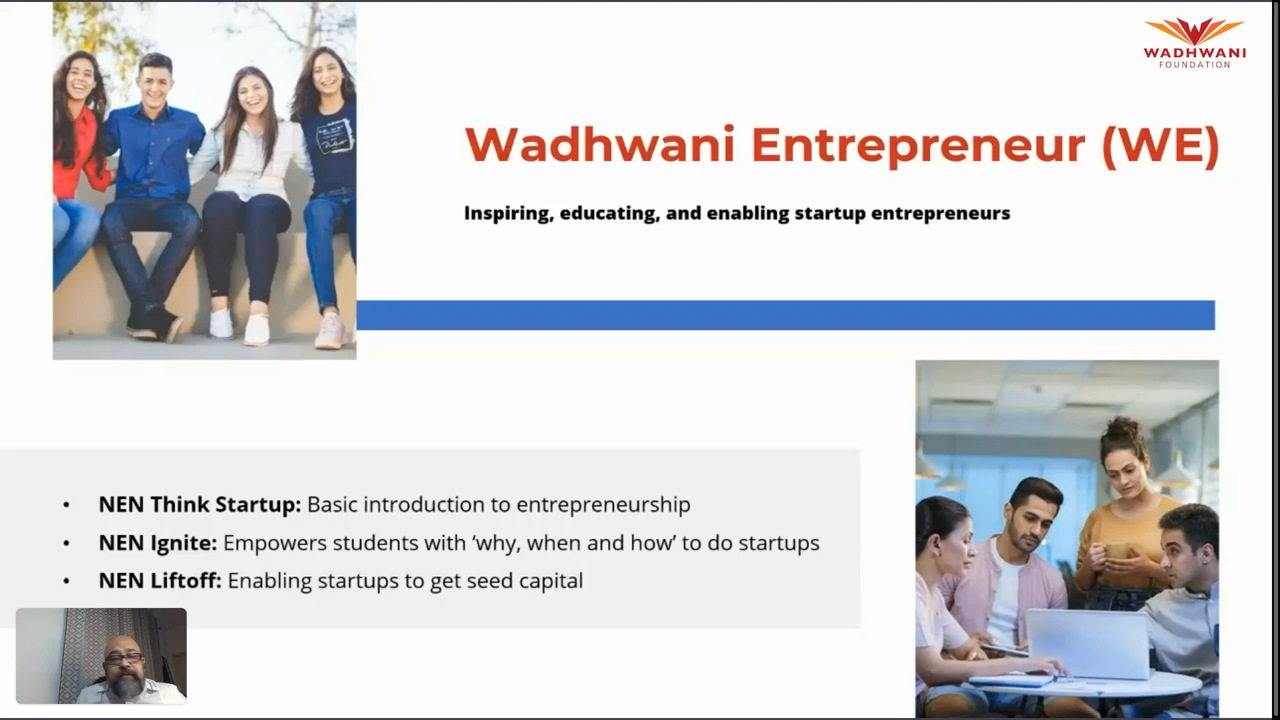 WADHWANI
FOUNDATION
Wadhwani Entrepreneur (WE)
Inspiring, educating, and enabling startup entrepreneurs
• NEN Think Startup: Basic introduction to entrepreneurship
• NEN Ignite: Empowers students with ‘why, when and how’ to do startups
• NEN Liftoff: Enabling startups to get seed capital